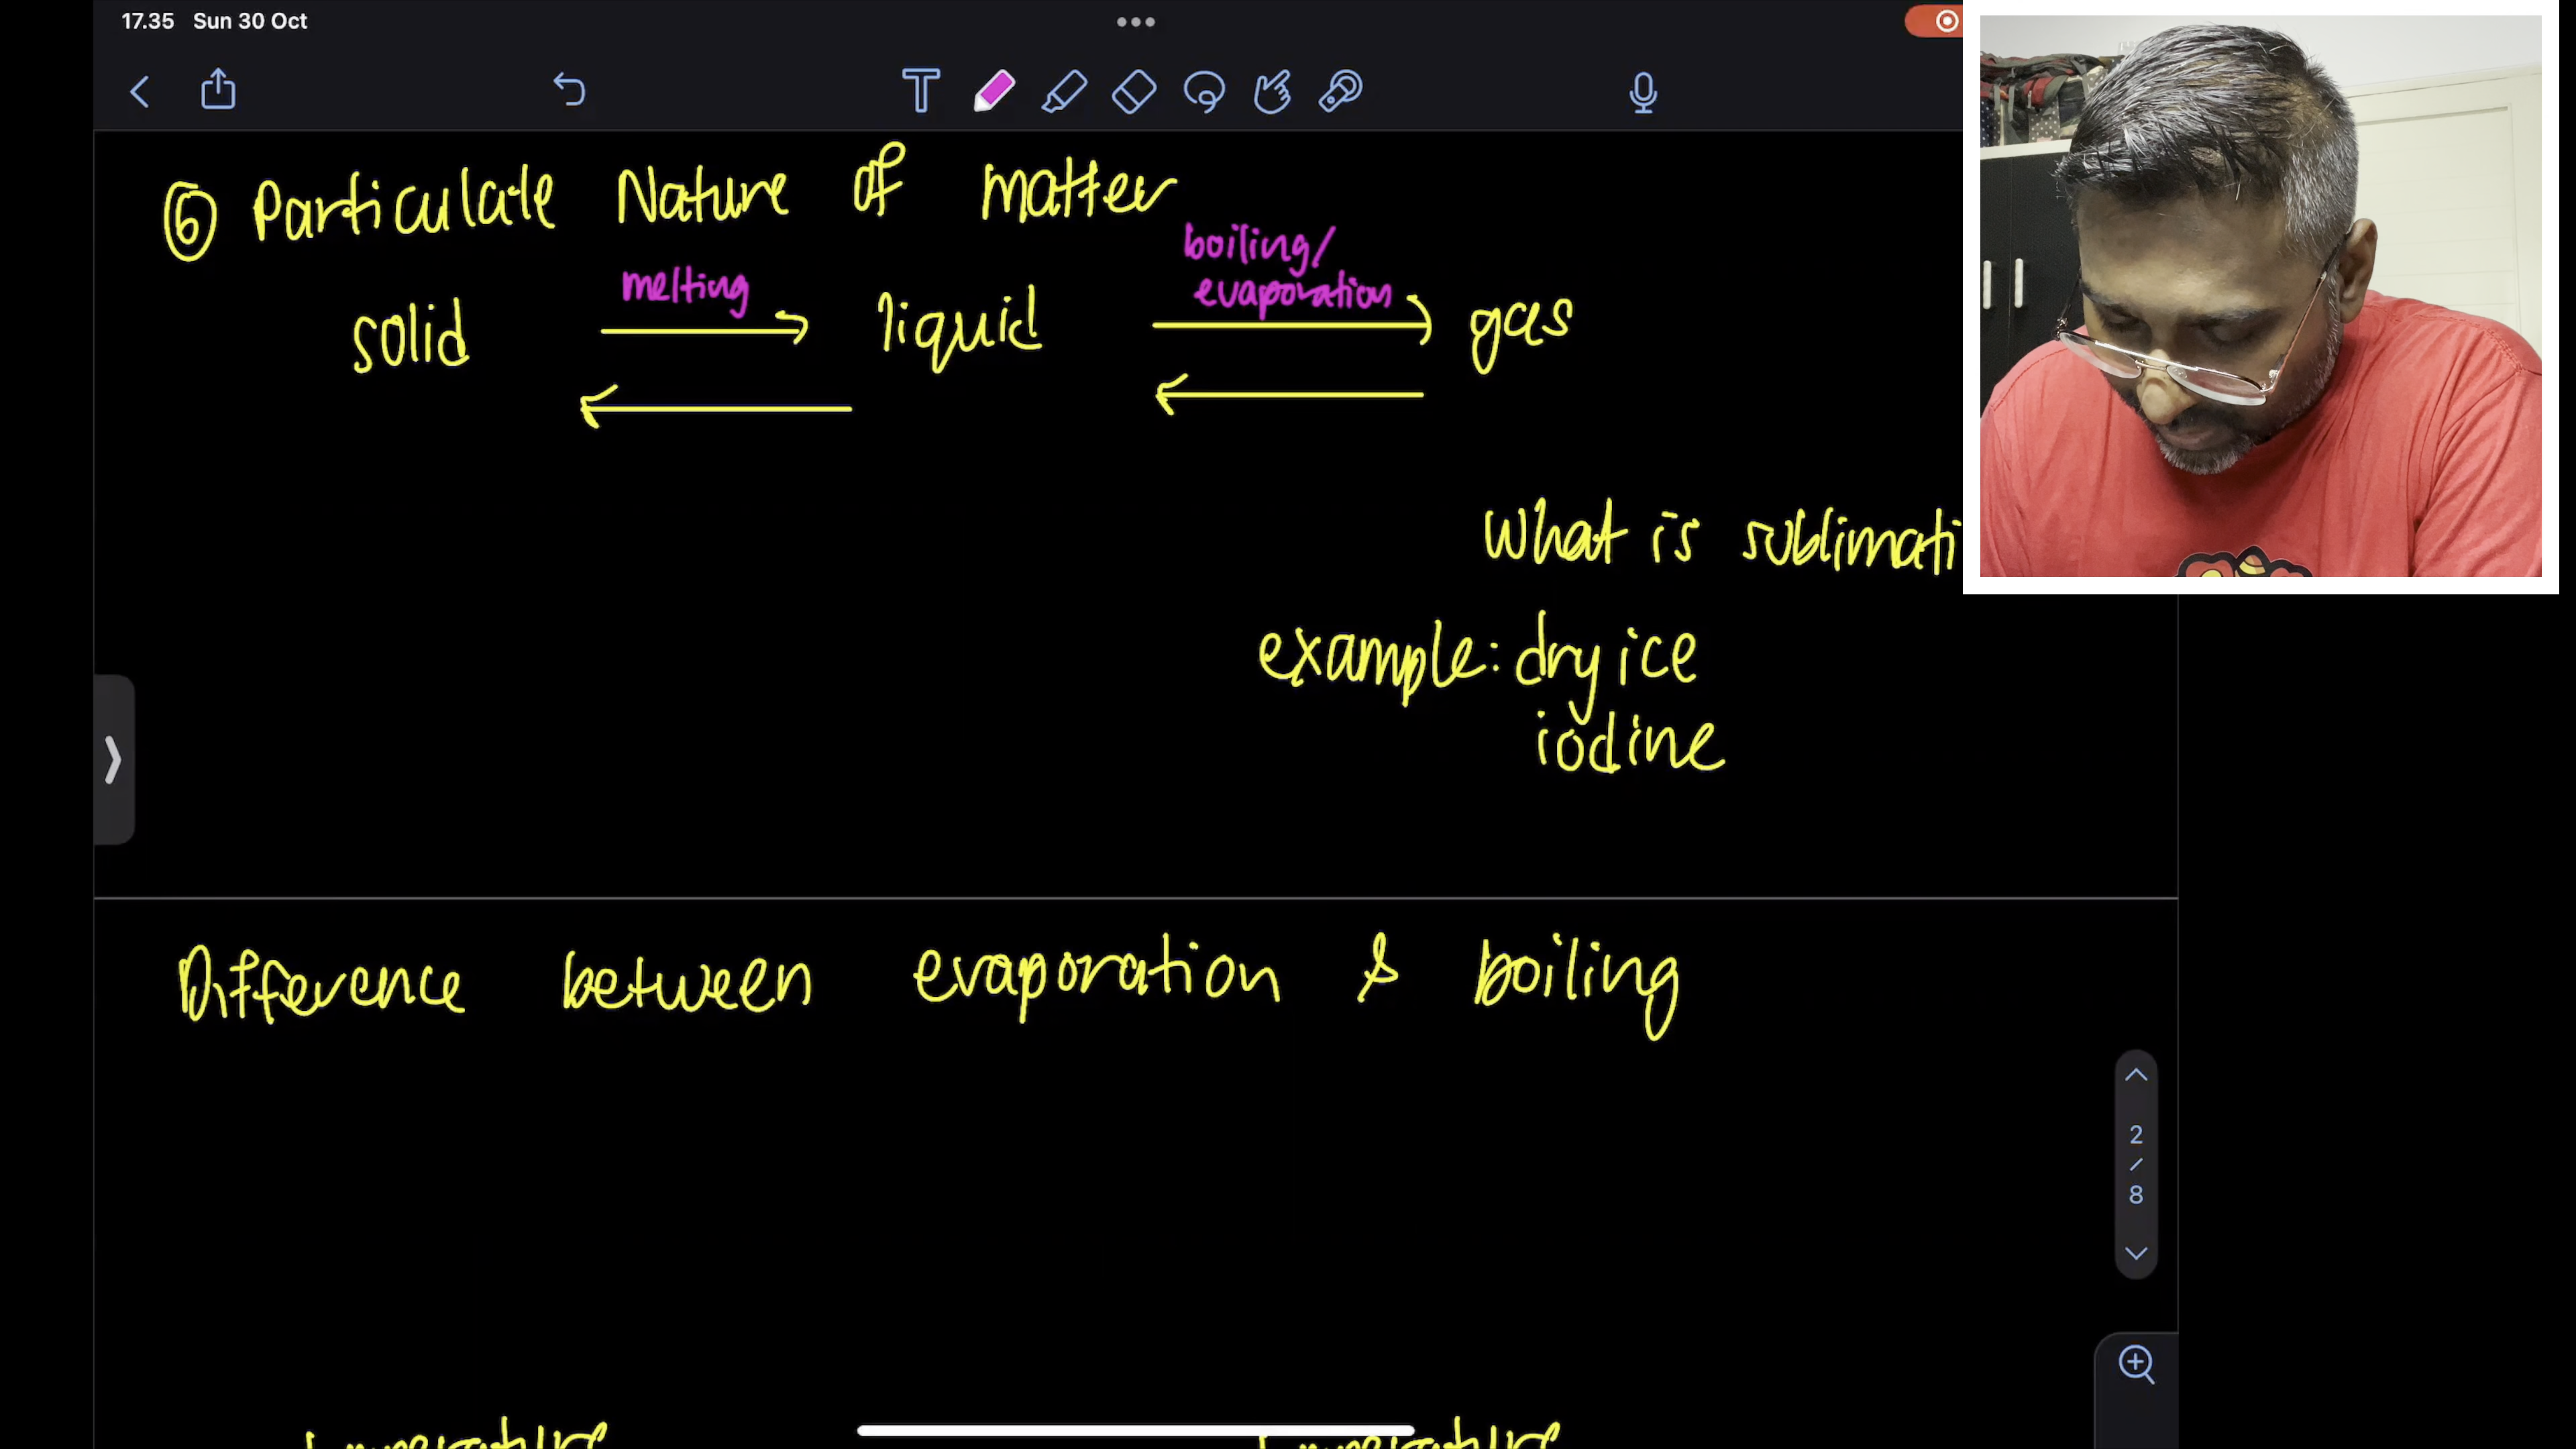 17.35 Sun 30 Oct
T
⑥ Particulate Nature of matter
boiling/
melting
evaporation
solid liquid gas
What is sublimati
example: dry ice
iodine
Difference between evaporation & boiling
2
/
8